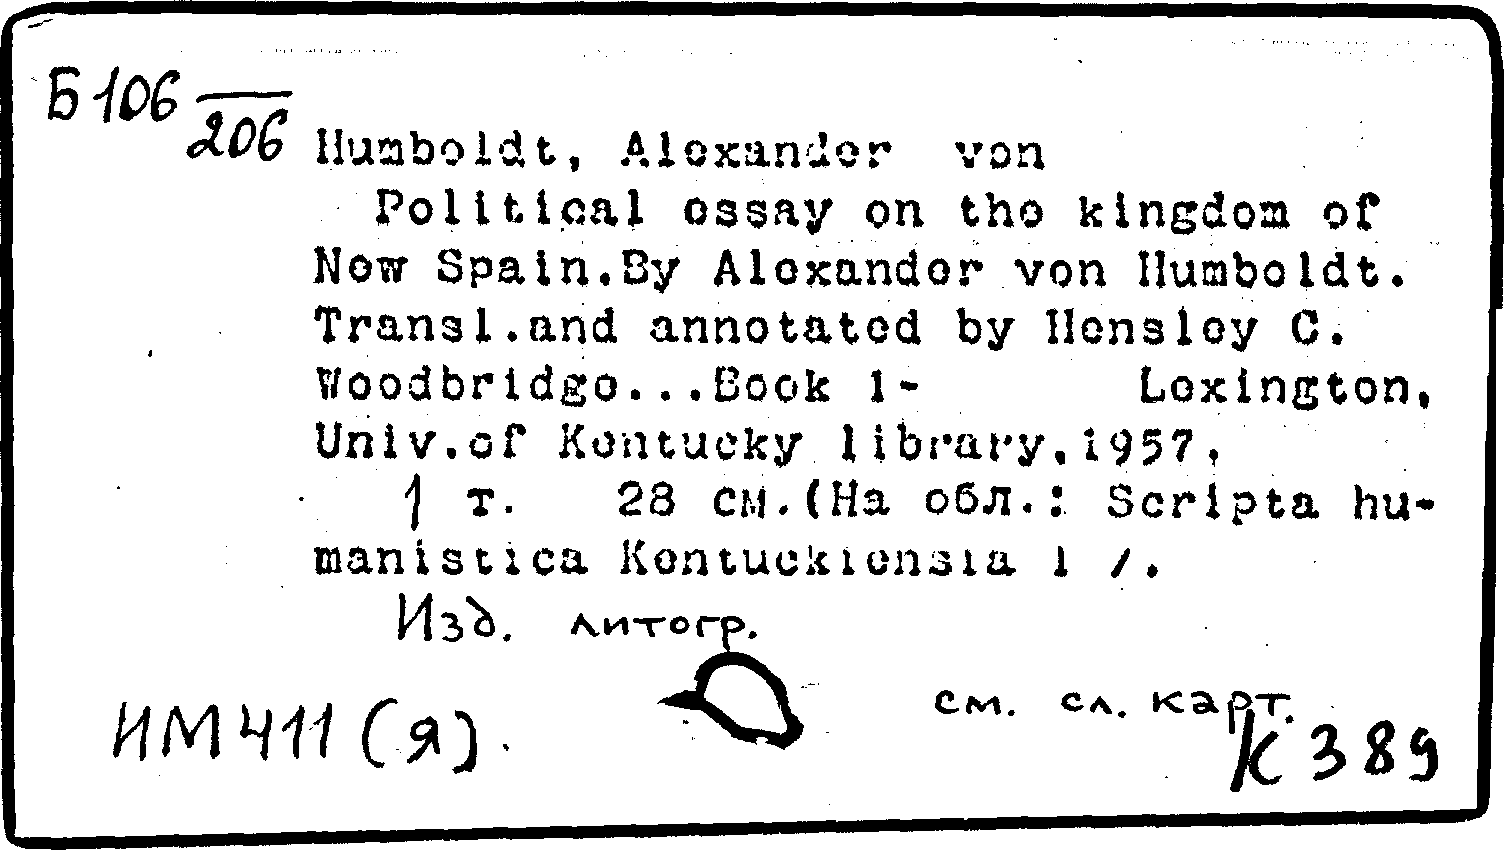 Б 106
206
Humboldt, Alexander von
Political essay on the kingdom of
New Spain.By Alexander von Humboldt.
Transl.and annotated by Hensley C.
Woodbridge...Book 1- Lexington,
Univ.of Kentucky library,1957.
1 т. 28 см.(На обл.: Scripta hu-
manistica Kentuckiensia 1 /.
Изд. литогр.
см. сл. карт.
ИМ411(я)
К 389